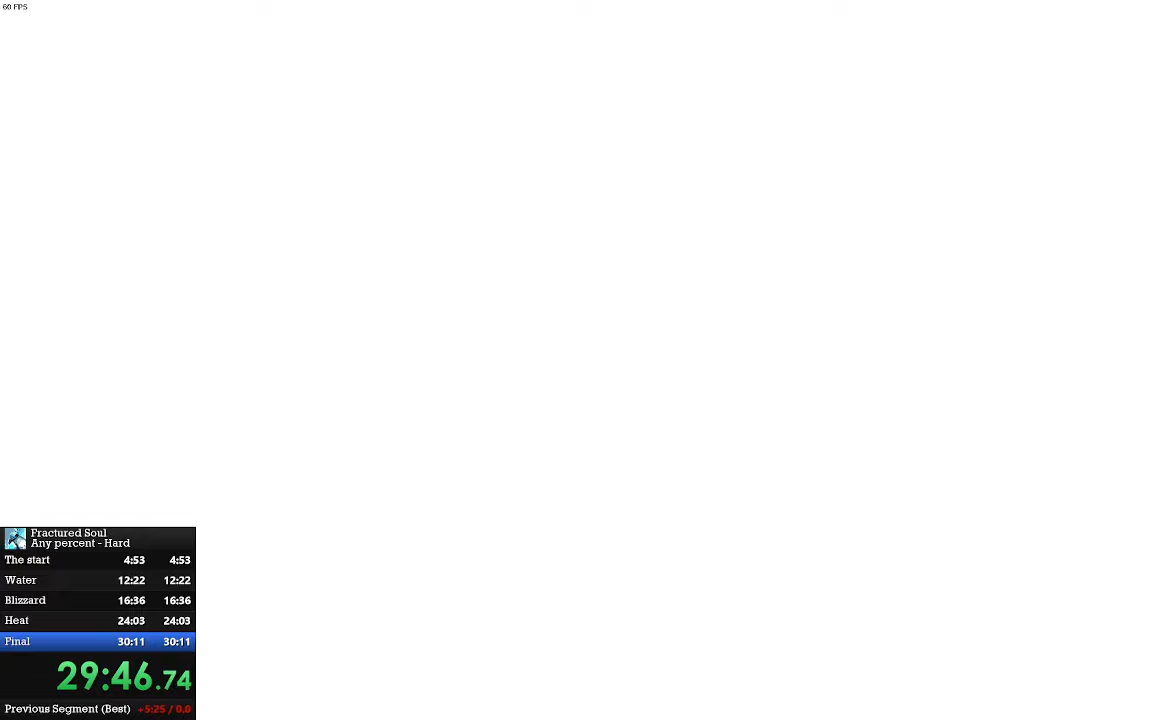 60 FPS
Fractured Soul
Any percent - Hard
The start 4:53 4:53
Water 12:22 12:22
Blizzard 16:36 16:36
Heat 24:03 24:03
Final 30:11 30:11
29:46.74
Previous Segment (Best) +5:25 / 0.0